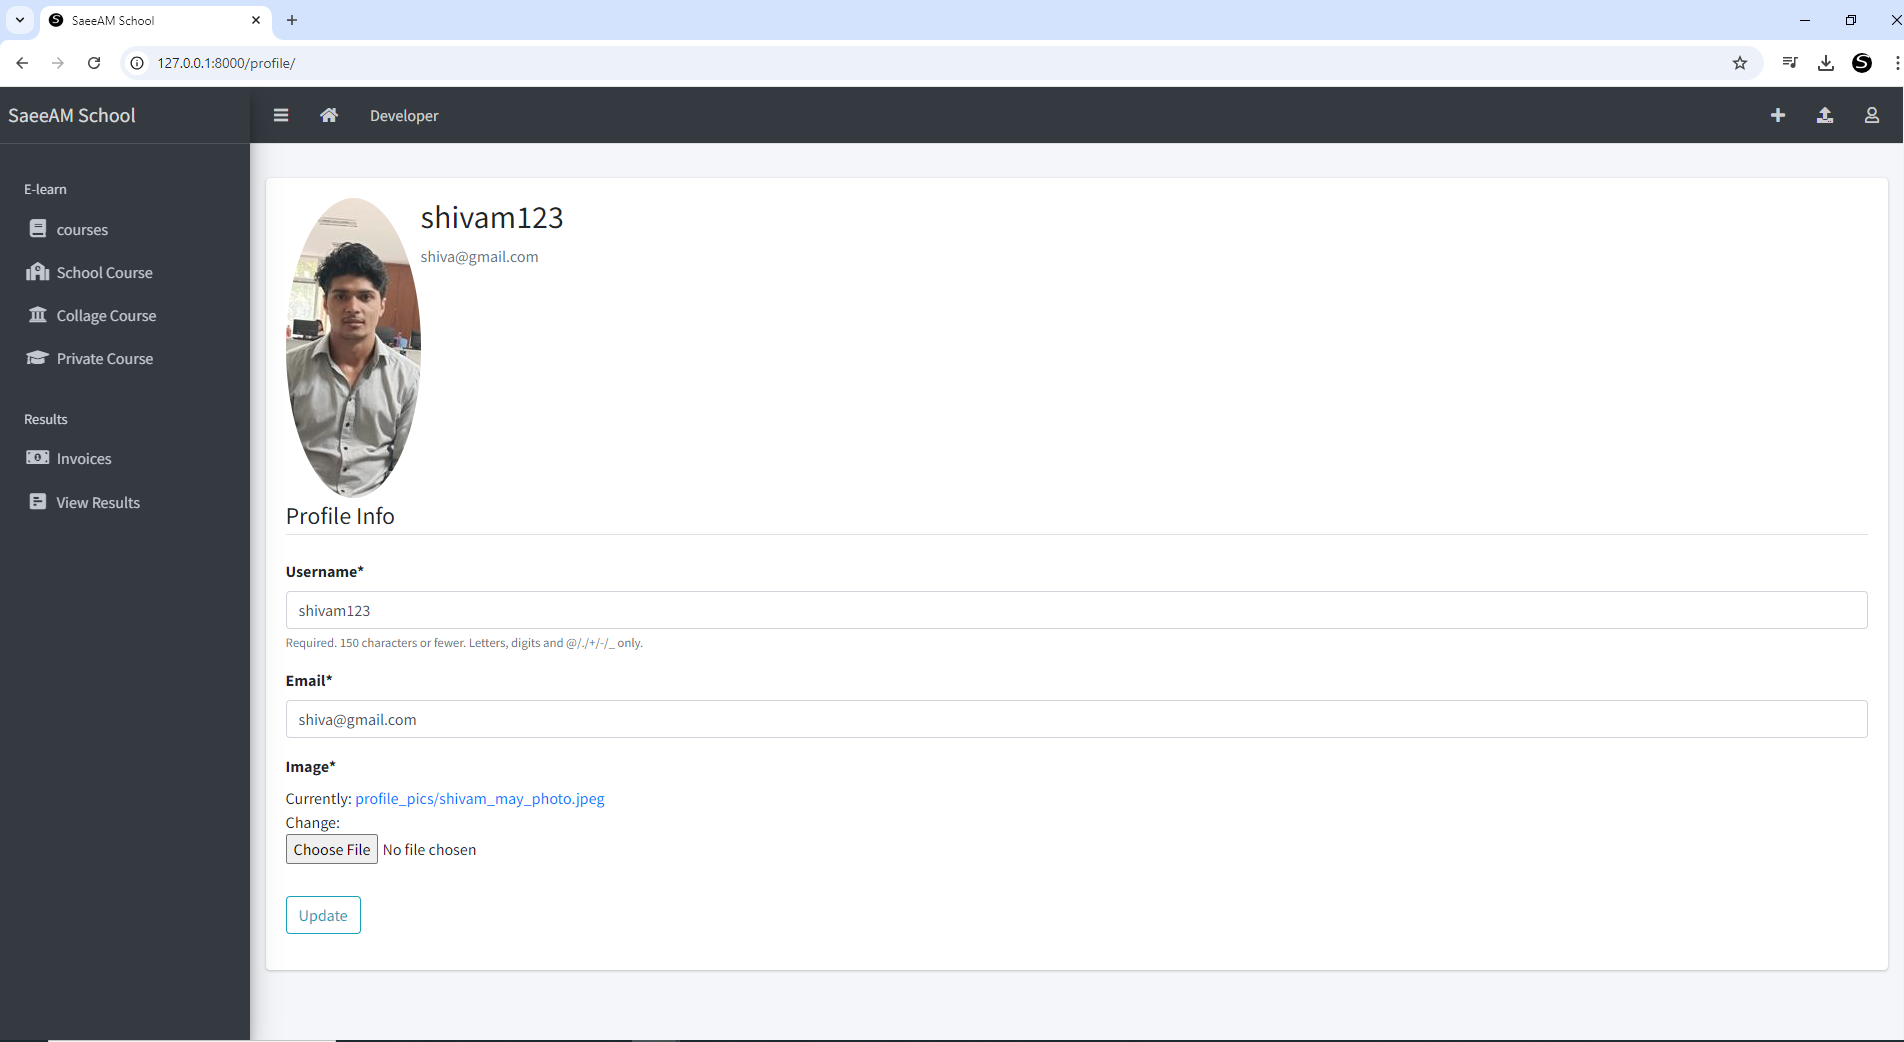 SaeeAM School
127.0.0.1:8000/profile/
SaeeAM School
Developer
E-learn
courses
School Course
Collage Course
Private Course
Results
Invoices
View Results
shivam123
shiva@gmail.com
Profile Info
Username*
shivam123
Required. 150 characters or fewer. Letters, digits and @/./+/-/_ only.
Email*
shiva@gmail.com
Image*
Currently: profile_pics/shivam_may_photo.jpeg
Change:
Choose File No file chosen
Update